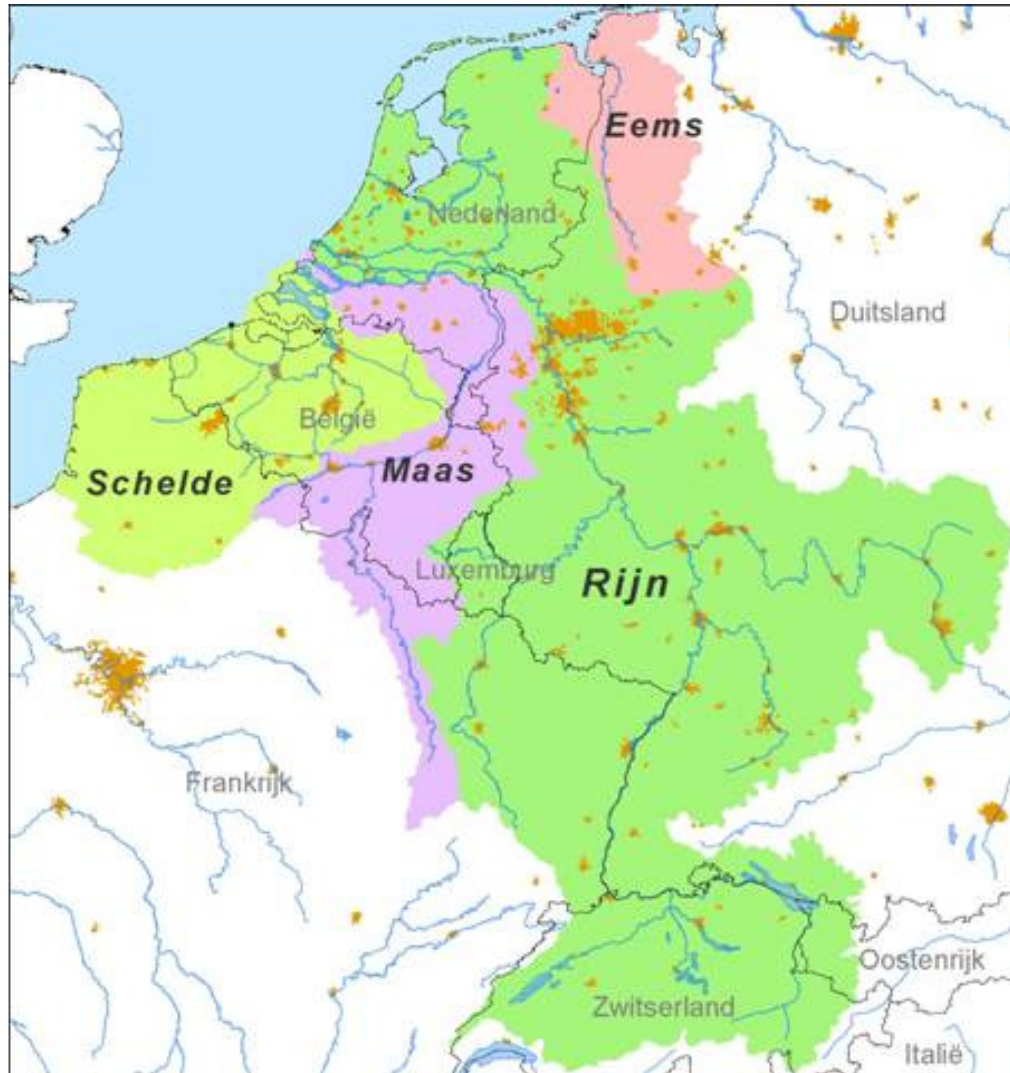 Eems
Nederland
Duitsland
België
Schelde
Maas
Luxemburg
Rijn
Frankrijk
Oostenrijk
Zwitserland
Italië